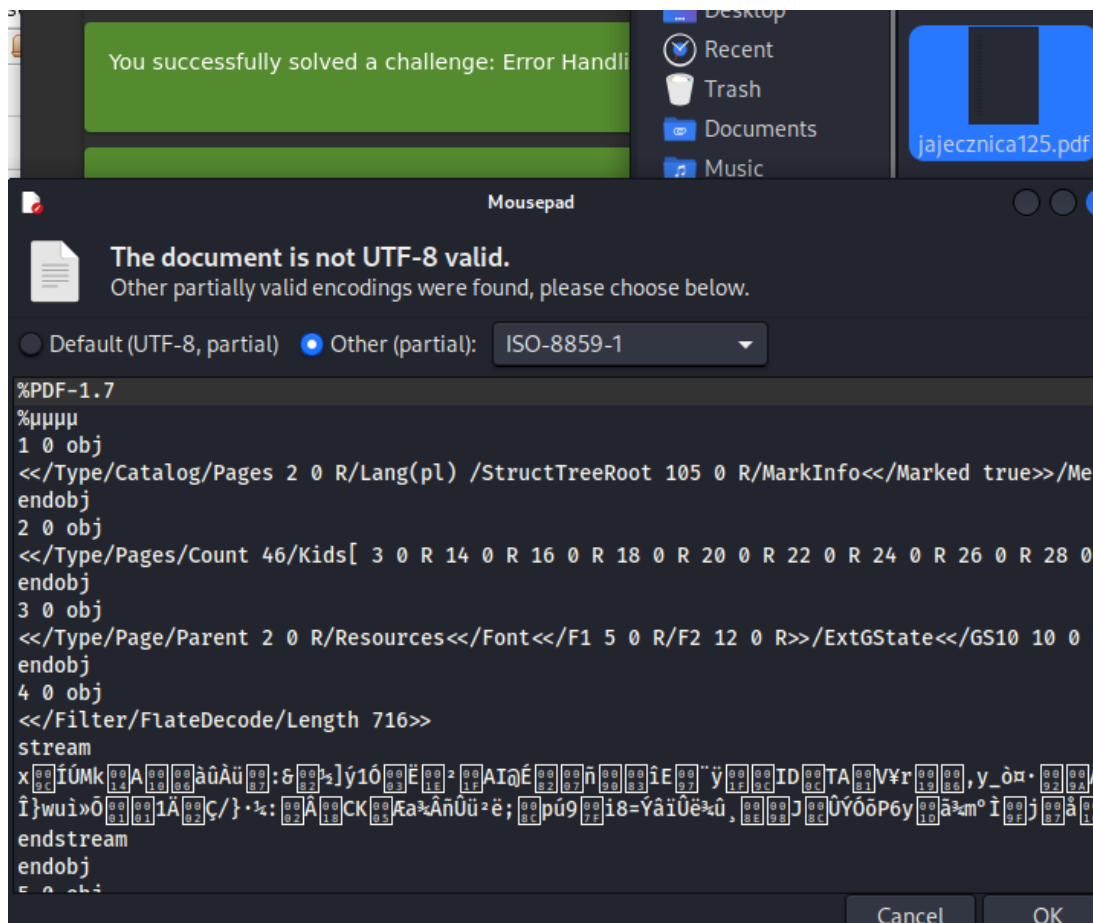 You successfully solved a challenge: Error Handli
Desktop
Recent
Trash
Documents
Music
jajecznica125.pdf
Mousepad
The document is not UTF-8 valid.
Other partially valid encodings were found, please choose below.
Default (UTF-8, partial) Other (partial): ISO-8859-1
%PDF-1.7
%µµµµ
1 0 obj
<</Type/Catalog/Pages 2 0 R/Lang(pl) /StructTreeRoot 105 0 R/MarkInfo<</Marked true>>/Me
endobj
2 0 obj
<</Type/Pages/Count 46/Kids[ 3 0 R 14 0 R 16 0 R 18 0 R 20 0 R 22 0 R 24 0 R 26 0 R 28 0
endobj
3 0 obj
<</Type/Page/Parent 2 0 R/Resources<</Font<</F1 5 0 R/F2 12 0 R>>/ExtGState<</GS10 10 0
endobj
4 0 obj
<</Filter/FlateDecode/Length 716>>
stream
endstream
endobj
5 0 obj
Cancel OK